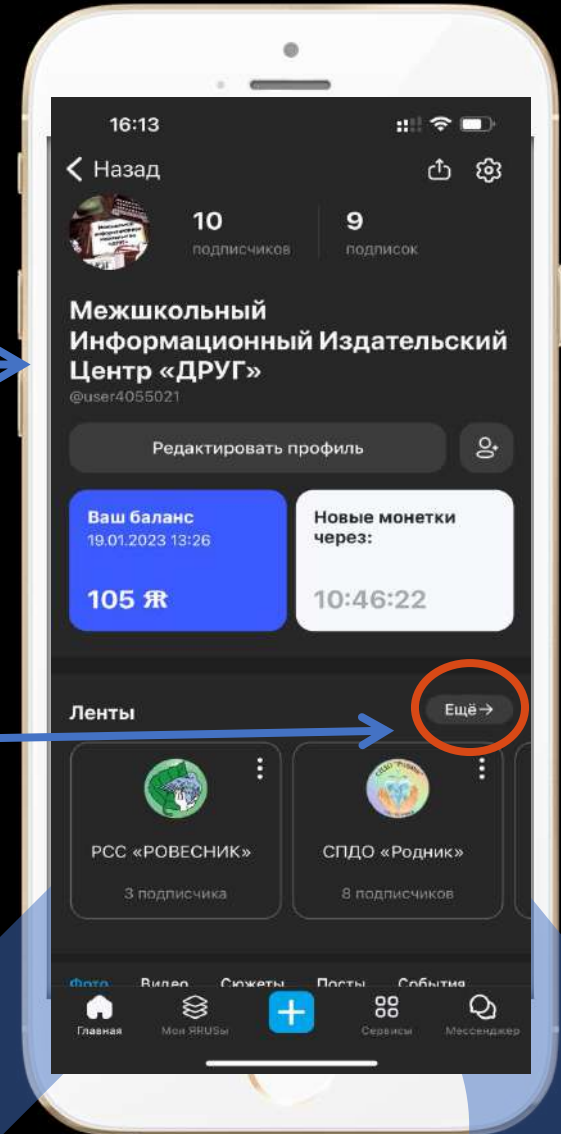 16:13
Назад
10
подписчиков
9
подписок
Межшкольный
Информационный Издательский
Центр «ДРУГ»
@user4055021
Редактировать профиль
Ваш баланс
19.01.2023 13:26
105 ЯR
Новые монетки
через:
10:46:22
Ленты
Ещё→
РСС «РОВЕСНИК»
3 подписчика
СПДО «Родник»
8 подписчиков
Фото Видео Сюжеты Посты События
Главная Мои ЯRUSы Сервисы Мессенджер